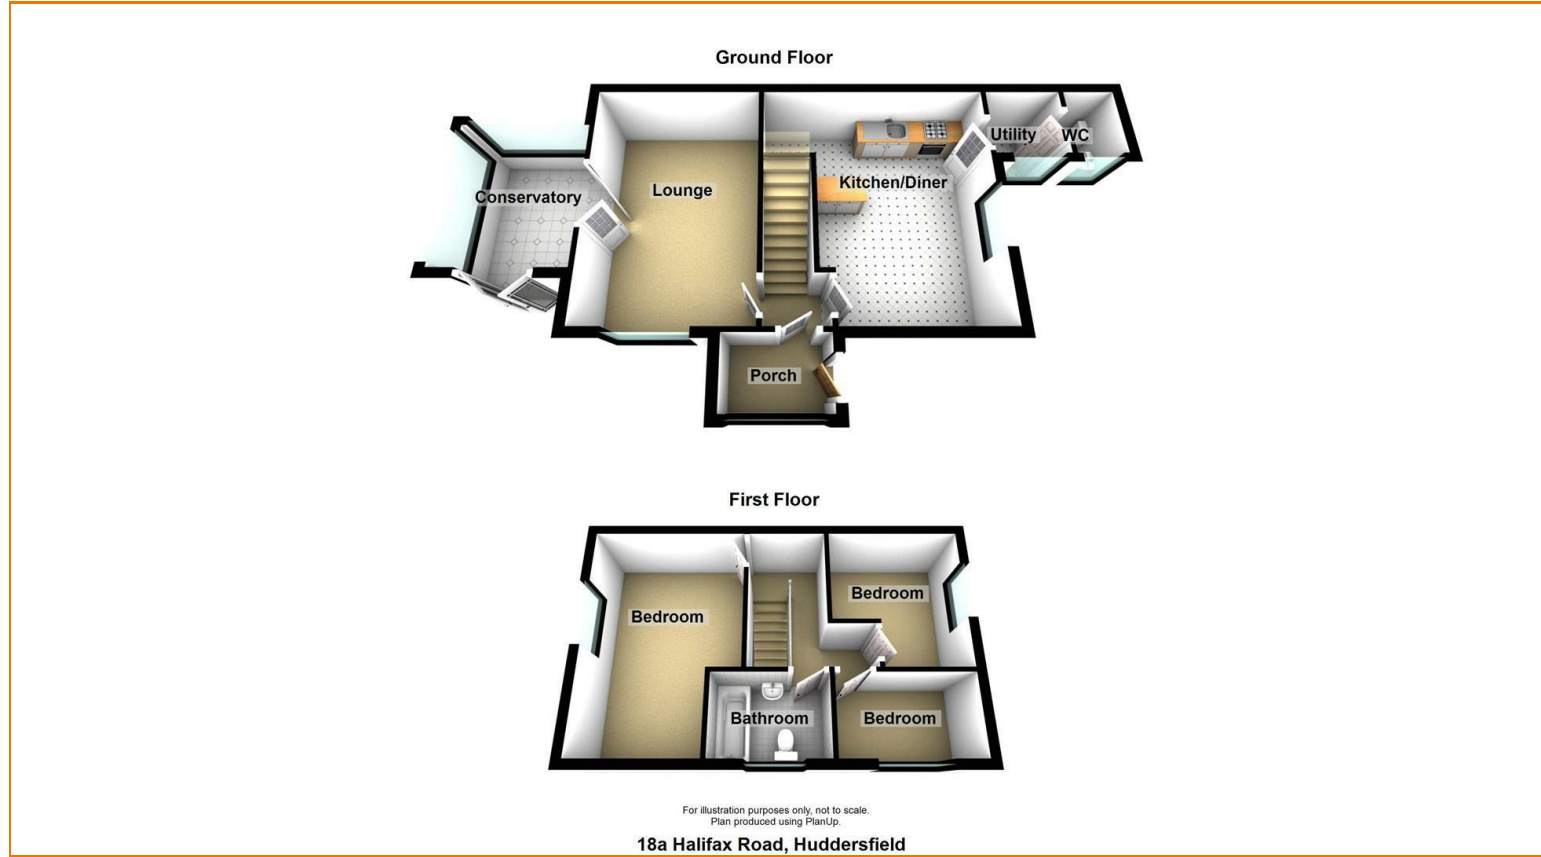 Ground Floor
Utility
WC
Kitchen/Diner
Lounge
Conservatory
Porch
First Floor
Bedroom
Bedroom
Bathroom
Bedroom
For illustration purposes only, not to scale.
Plan produced using PlanUp.
18a Halifax Road, Huddersfield